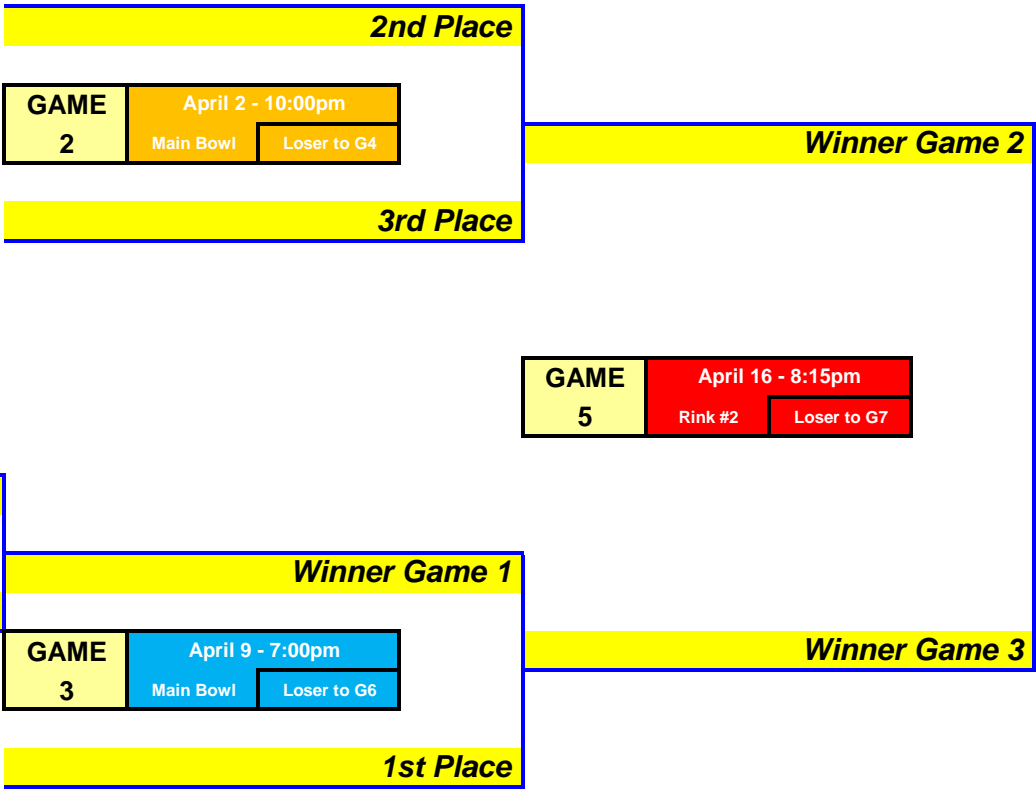 2nd Place
GAME
2
April 2 - 10:00pm
Main Bowl
Loser to G4
Winner Game 2
3rd Place
GAME
5
April 16 - 8:15pm
Rink #2
Loser to G7
Winner Game 1
GAME
3
April 9 - 7:00pm
Main Bowl
Loser to G6
Winner Game 3
1st Place